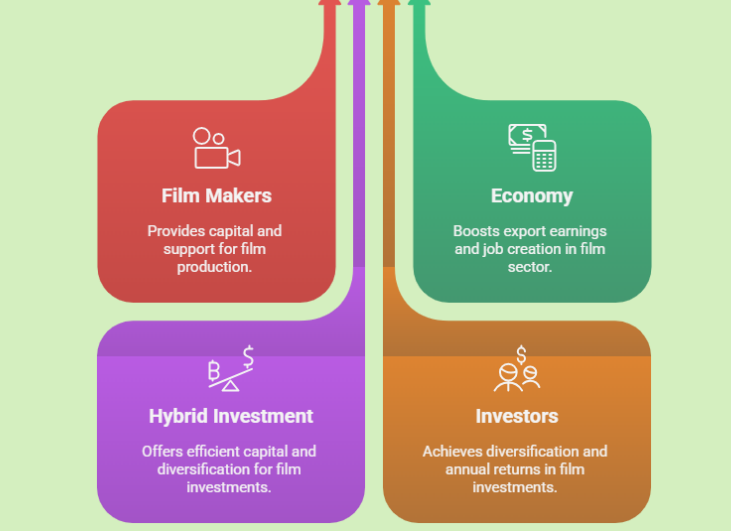 Film Makers
Provides capital and
support for film
production.
Economy
Boosts export earnings
and job creation in film
sector.
Hybrid Investment
Offers efficient capital and
diversification for film
investments.
Investors
Achieves diversification and
annual returns in film
investments.